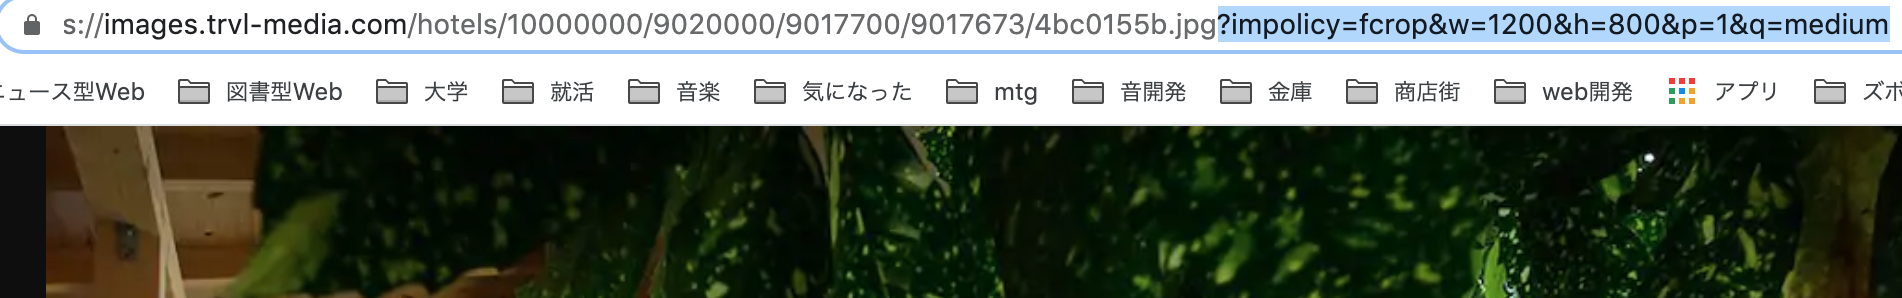 s://images.trvl-media.com/hotels/10000000/9020000/9017700/9017673/4bc0155b.jpg?impolicy=fcrop&w=1200&h=800&p=1&q=medium
ニュース型Web 図書型Web 大学 就活 音楽 気になった mtg 音開発 金庫 商店街 web開発 アプリ ズボ